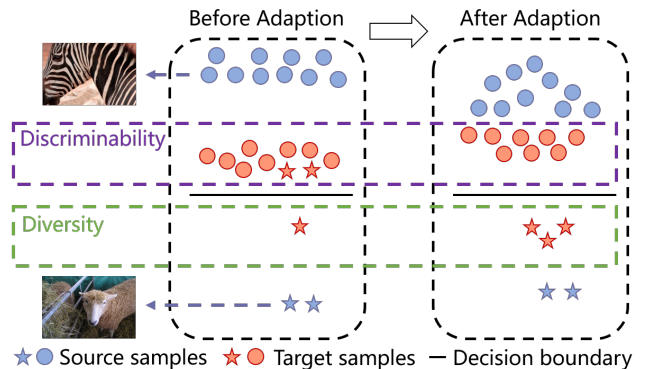 Before Adaption
After Adaption
Discriminability
Diversity
Source samples
Target samples
Decision boundary